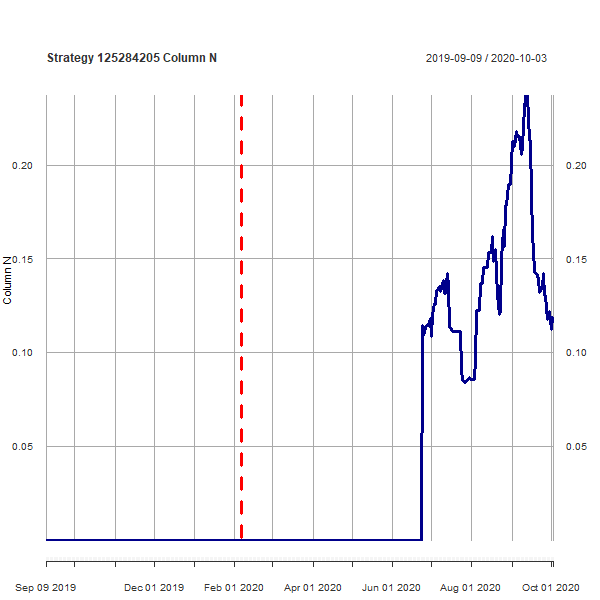 Strategy 125284205 Column N
2019-09-09 / 2020-10-03
0.20
0.20
0.15
0.15
Column N
0.10
0.10
0.05
0.05
Sep 09 2019
Dec 01 2019
Feb 01 2020
Apr 01 2020
Jun 01 2020
Aug 01 2020
Oct 01 2020